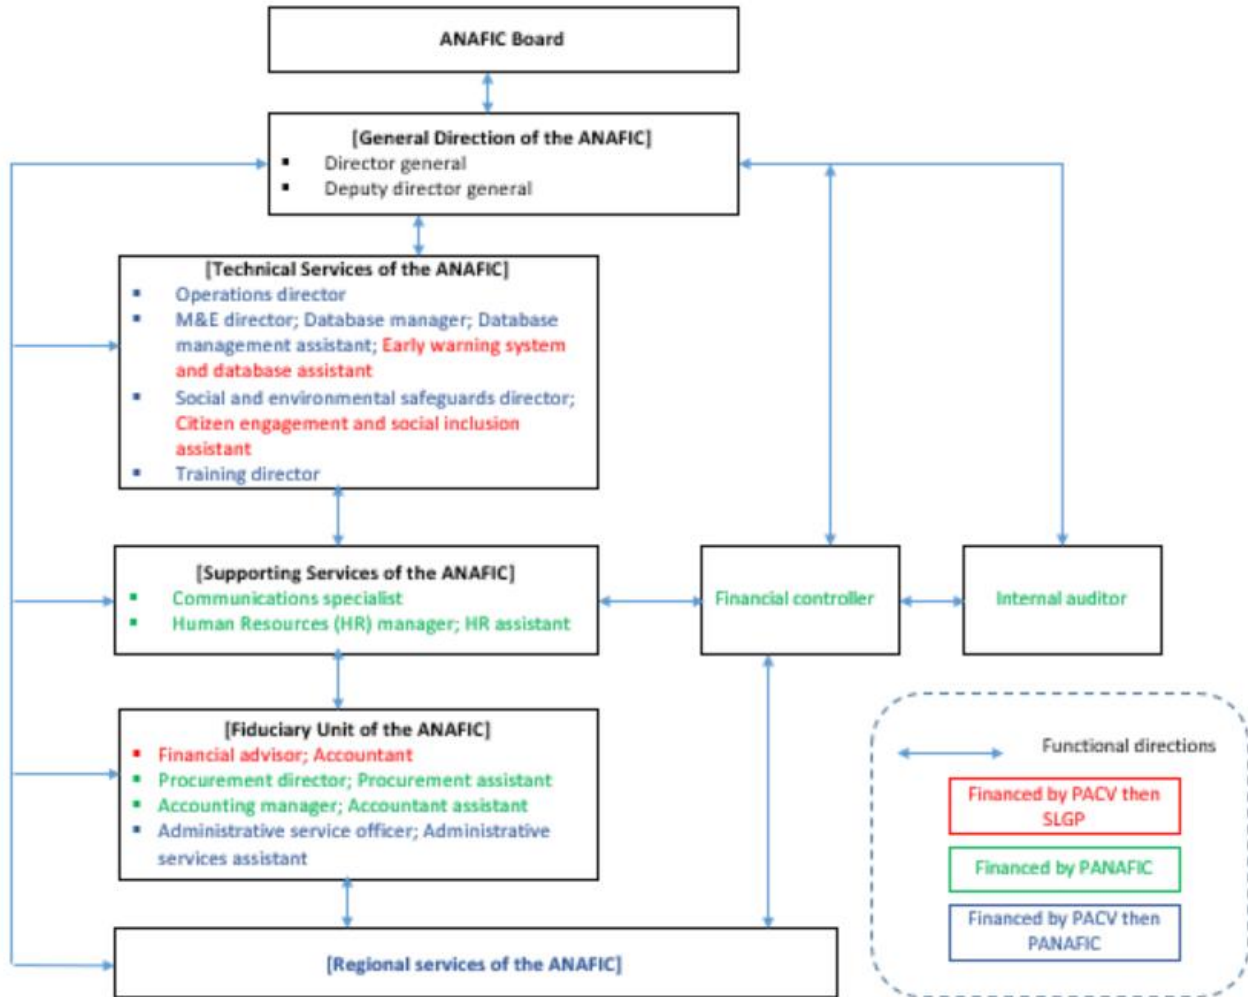 ANAFIC Board
[General Direction of the ANAFIC]
▪ Director general
▪ Deputy director general
[Technical Services of the ANAFIC]
▪ Operations director
▪ M&E director; Database manager; Database
management assistant; Early warning system
and database assistant
▪ Social and environmental safeguards director;
Citizen engagement and social inclusion
assistant
▪ Training director
[Supporting Services of the ANAFIC]
▪ Communications specialist
▪ Human Resources (HR) manager; HR assistant
Financial controller
Internal auditor
[Fiduciary Unit of the ANAFIC]
▪ Financial advisor; Accountant
▪ Procurement director; Procurement assistant
▪ Accounting manager; Accountant assistant
▪ Administrative service officer; Administrative
services assistant
[Regional services of the ANAFIC]
Functional directions
Financed by PACV then
SLGP
Financed by PANAFIC
Financed by PACV then
PANAFIC